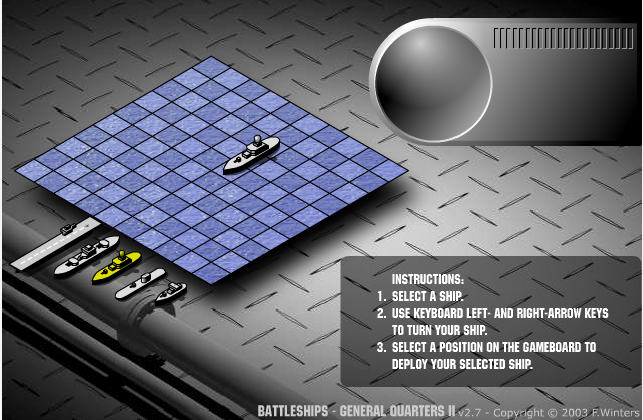 INSTRUCTIONS:
1. SELECT A SHIP.
2. USE KEYBOARD LEFT- AND RIGHT-ARROW KEYS
TO TURN YOUR SHIP.
3. SELECT A POSITION ON THE GAMEBOARD TO
DEPLOY YOUR SELECTED SHIP.
BATTLESHIPS - GENERAL QUARTERS II v2.7 - Copyright © 2003 F.Winters